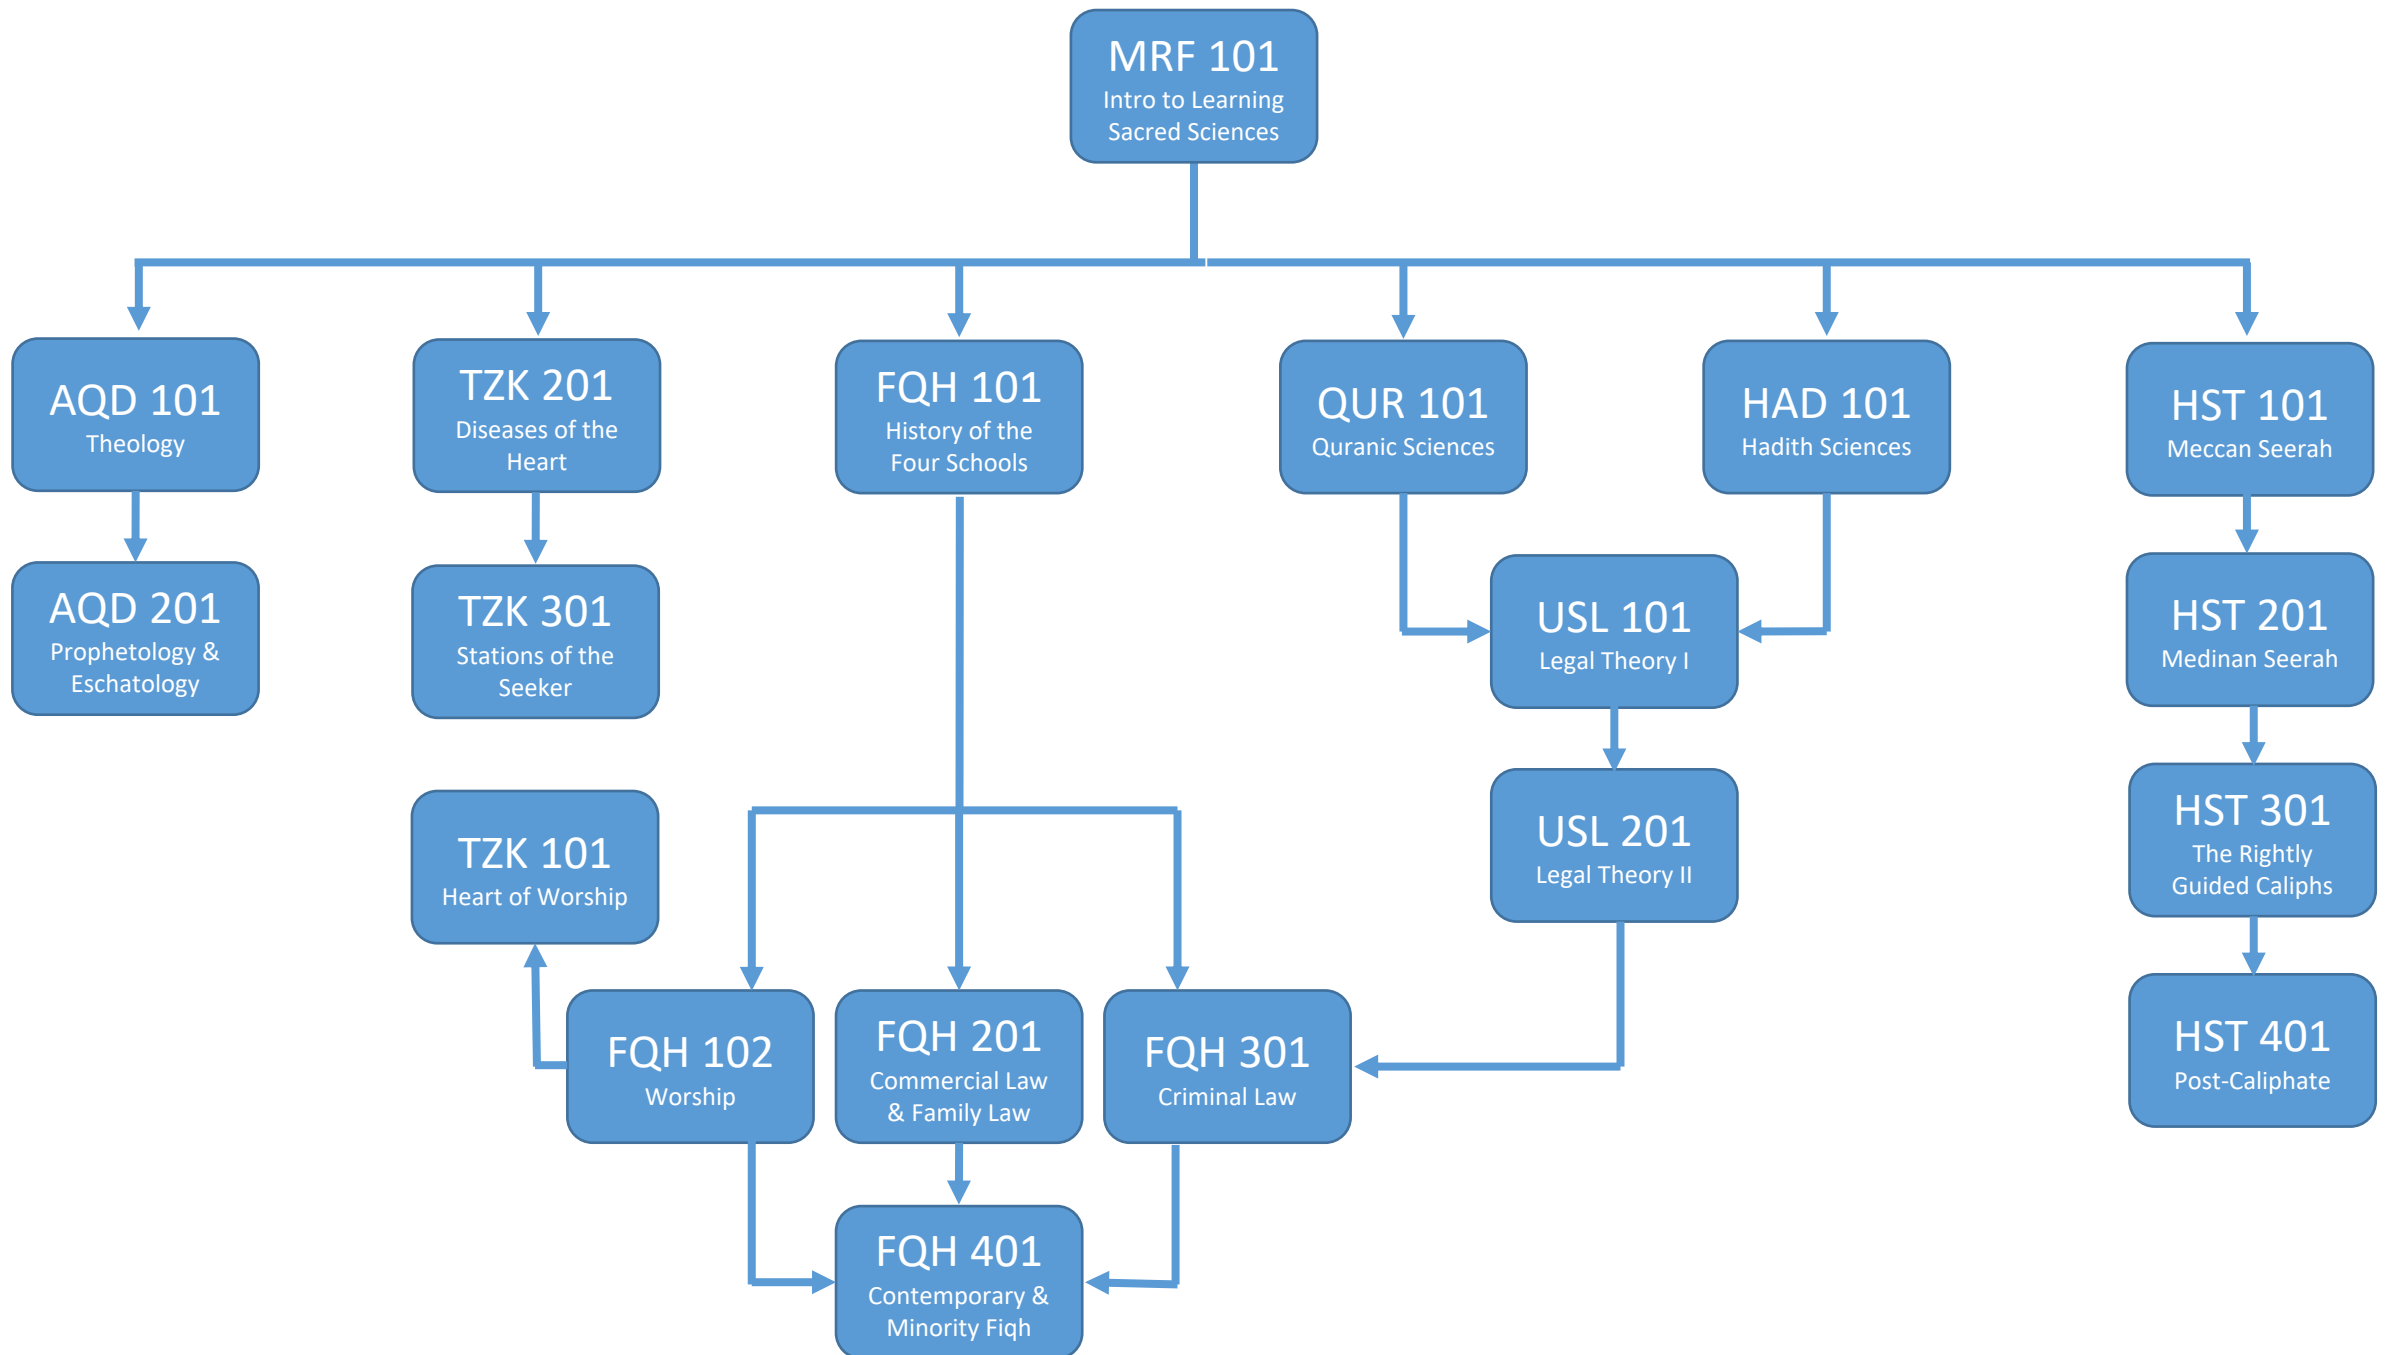 MRF 101
Intro to Learning
Sacred Sciences
AQD 101
Theology
TZK 201
Diseases of the
Heart
FQH 101
History of the
Four Schools
QUR 101
Quranic Sciences
HAD 101
Hadith Sciences
HST 101
Meccan Seerah
AQD 201
Prophetology &
Eschatology
TZK 301
Stations of the
Seeker
USL 101
Legal Theory I
HST 201
Medinan Seerah
TZK 101
Heart of Worship
USL 201
Legal Theory II
HST 301
The Rightly
Guided Caliphs
FQH 102
Worship
FQH 201
Commercial Law
& Family Law
FQH 301
Criminal Law
HST 401
Post-Caliphate
FQH 401
Contemporary &
Minority Fiqh